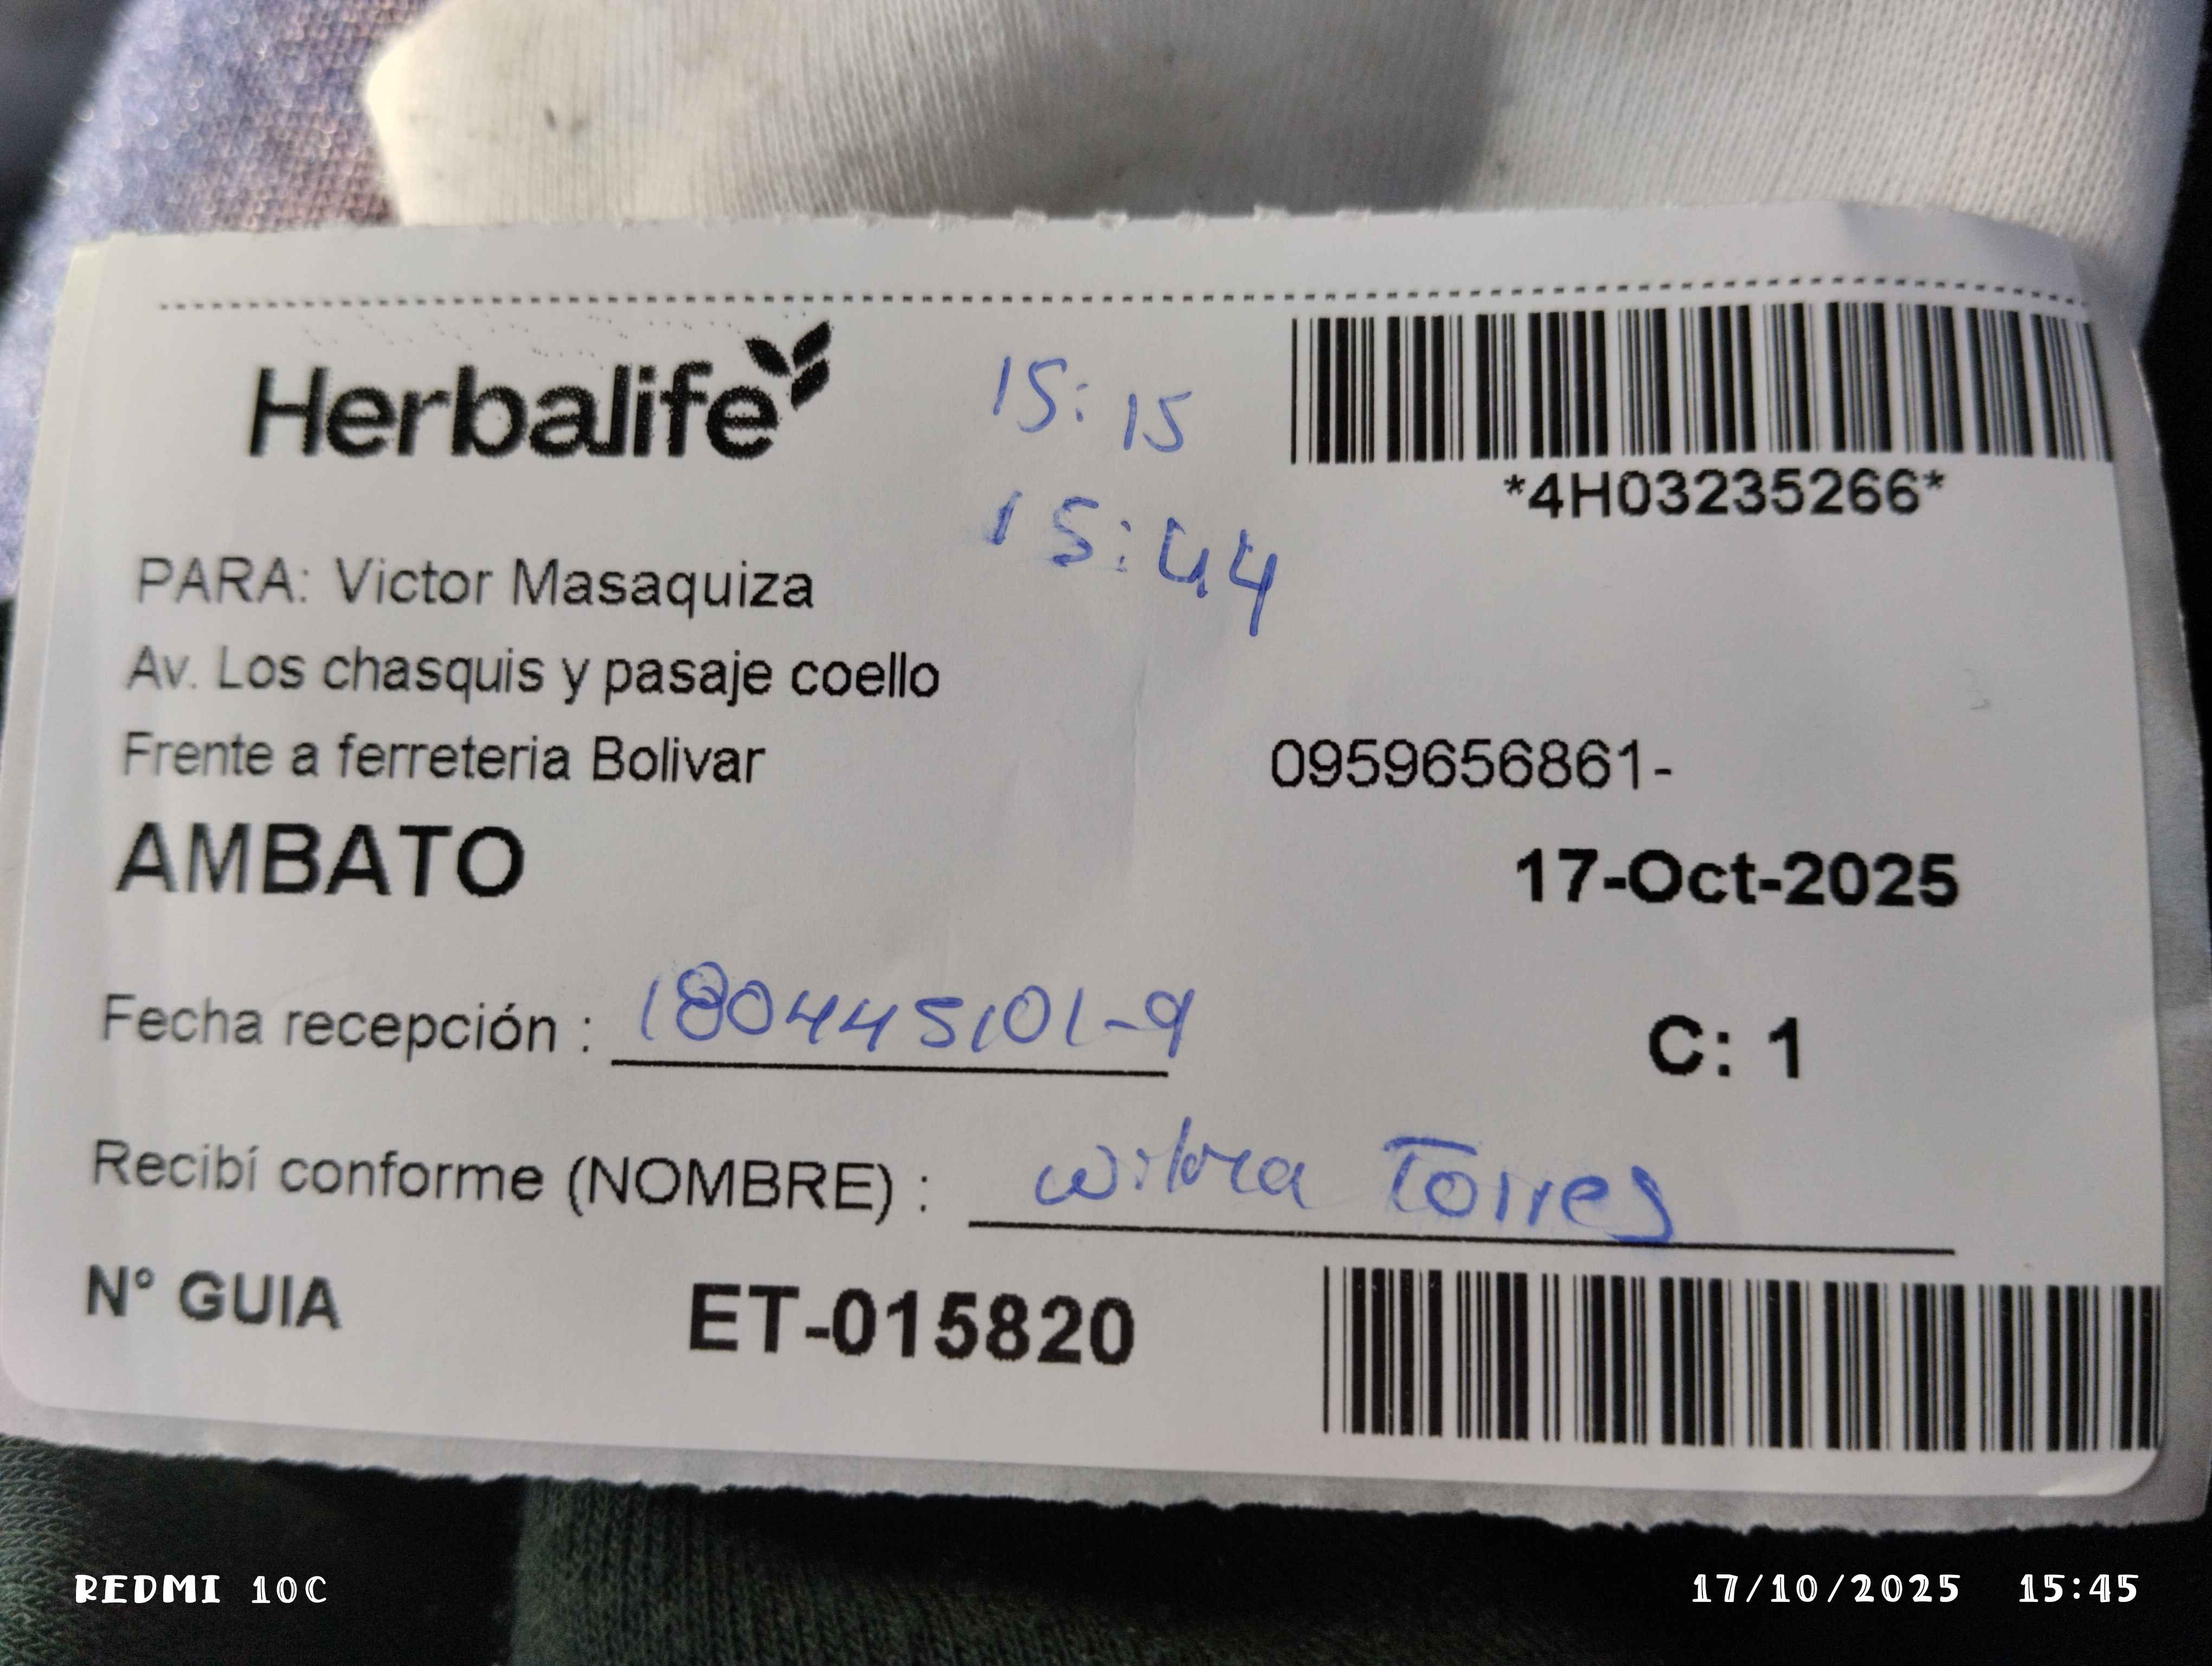 Herbalife
15:15
15:44
*4H03235266*
PARA: Victor Masaquiza
Av. Los chasquis y pasaje coello
Frente a ferreteria Bolivar
0959656861-
AMBATO
17-Oct-2025
Fecha recepción : 180445101-9
C: 1
Recibí conforme (NOMBRE) : Torres
N° GUIA ET-015820
REDMI 10C
17/10/2025 15:45